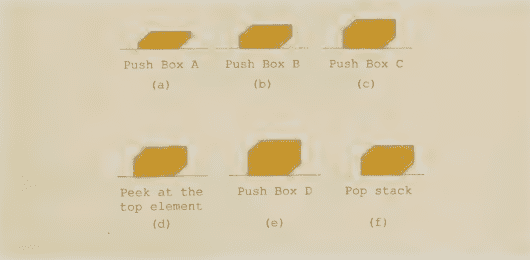 Push Box A
Push Box B
Push Box C
(a)
(b)
(c)
Peek at the
top element
Push Box D
Pop stack
(d)
(e)
(f)